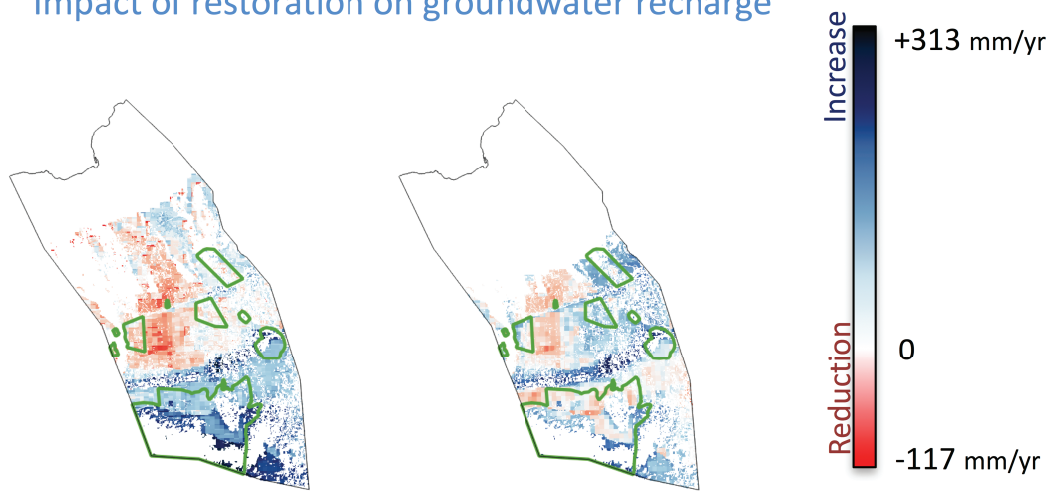 Impact of restoration on groundwater recharge
Increase
+313 mm/yr
0
Reduction
-117 mm/yr